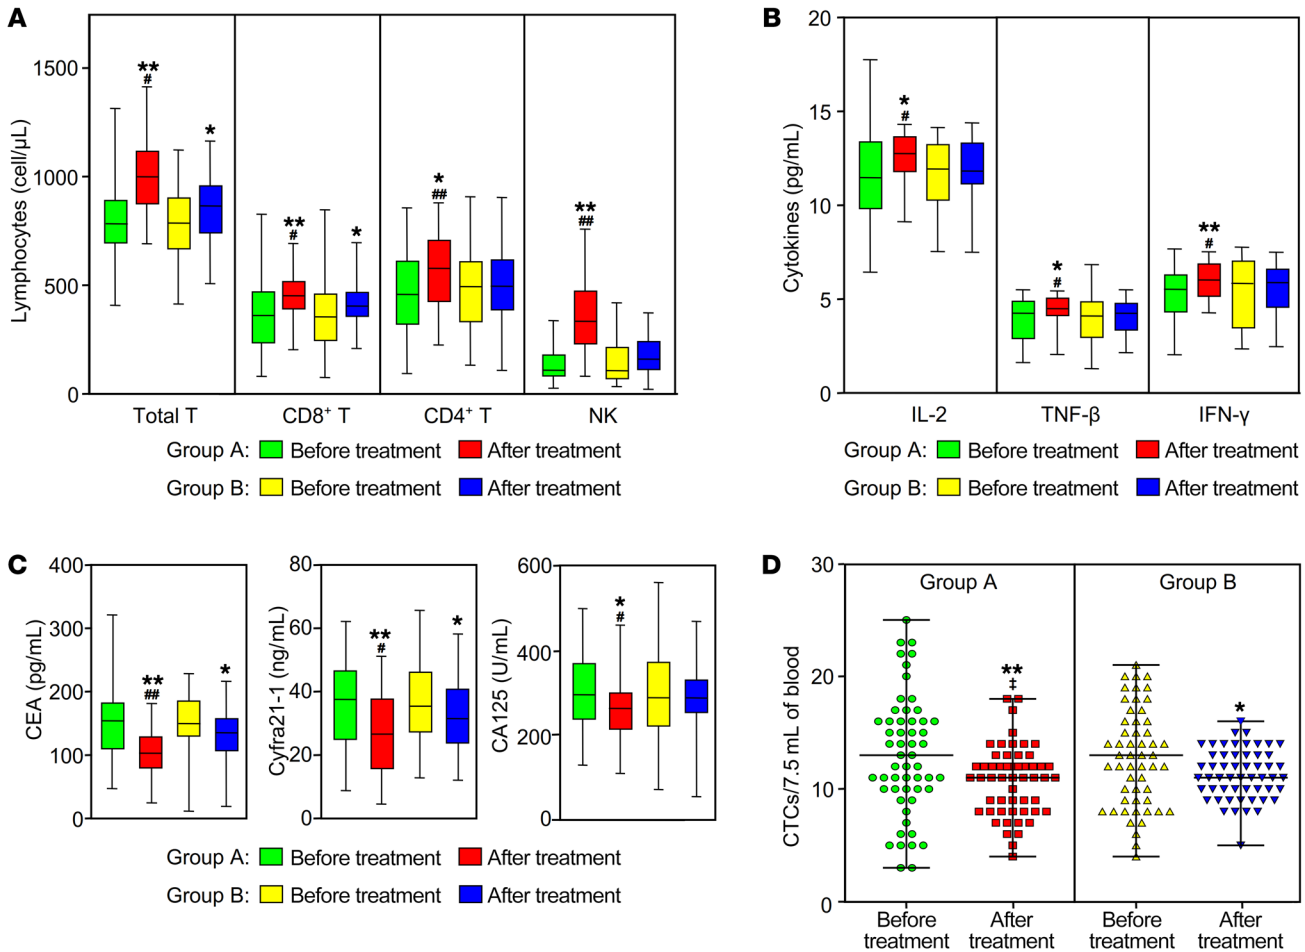 A
Lymphocytes (cell/µL)
1500
1000
500
0
**
#
*
**
#
*
*
##
**
##
Total T
CD8⁺ T
CD4⁺ T
NK
Group A: Before treatment After treatment
Group B: Before treatment After treatment
B
Cytokines (pg/mL)
20
15
10
5
0
*
#
*
#
**
#
IL-2
TNF-β
IFN-γ
Group A: Before treatment After treatment
Group B: Before treatment After treatment
C
CEA (pg/mL)
400
300
200
100
0
**
##
*
Cyfra21-1 (ng/mL)
80
60
40
20
0
**
#
*
CA125 (U/mL)
600
400
200
0
*
#
Group A: Before treatment After treatment
Group B: Before treatment After treatment
D
CTCs/7.5 mL of blood
30
20
10
0
Group A
Group B
**
‡
*
Before treatment
After treatment
Before treatment
After treatment